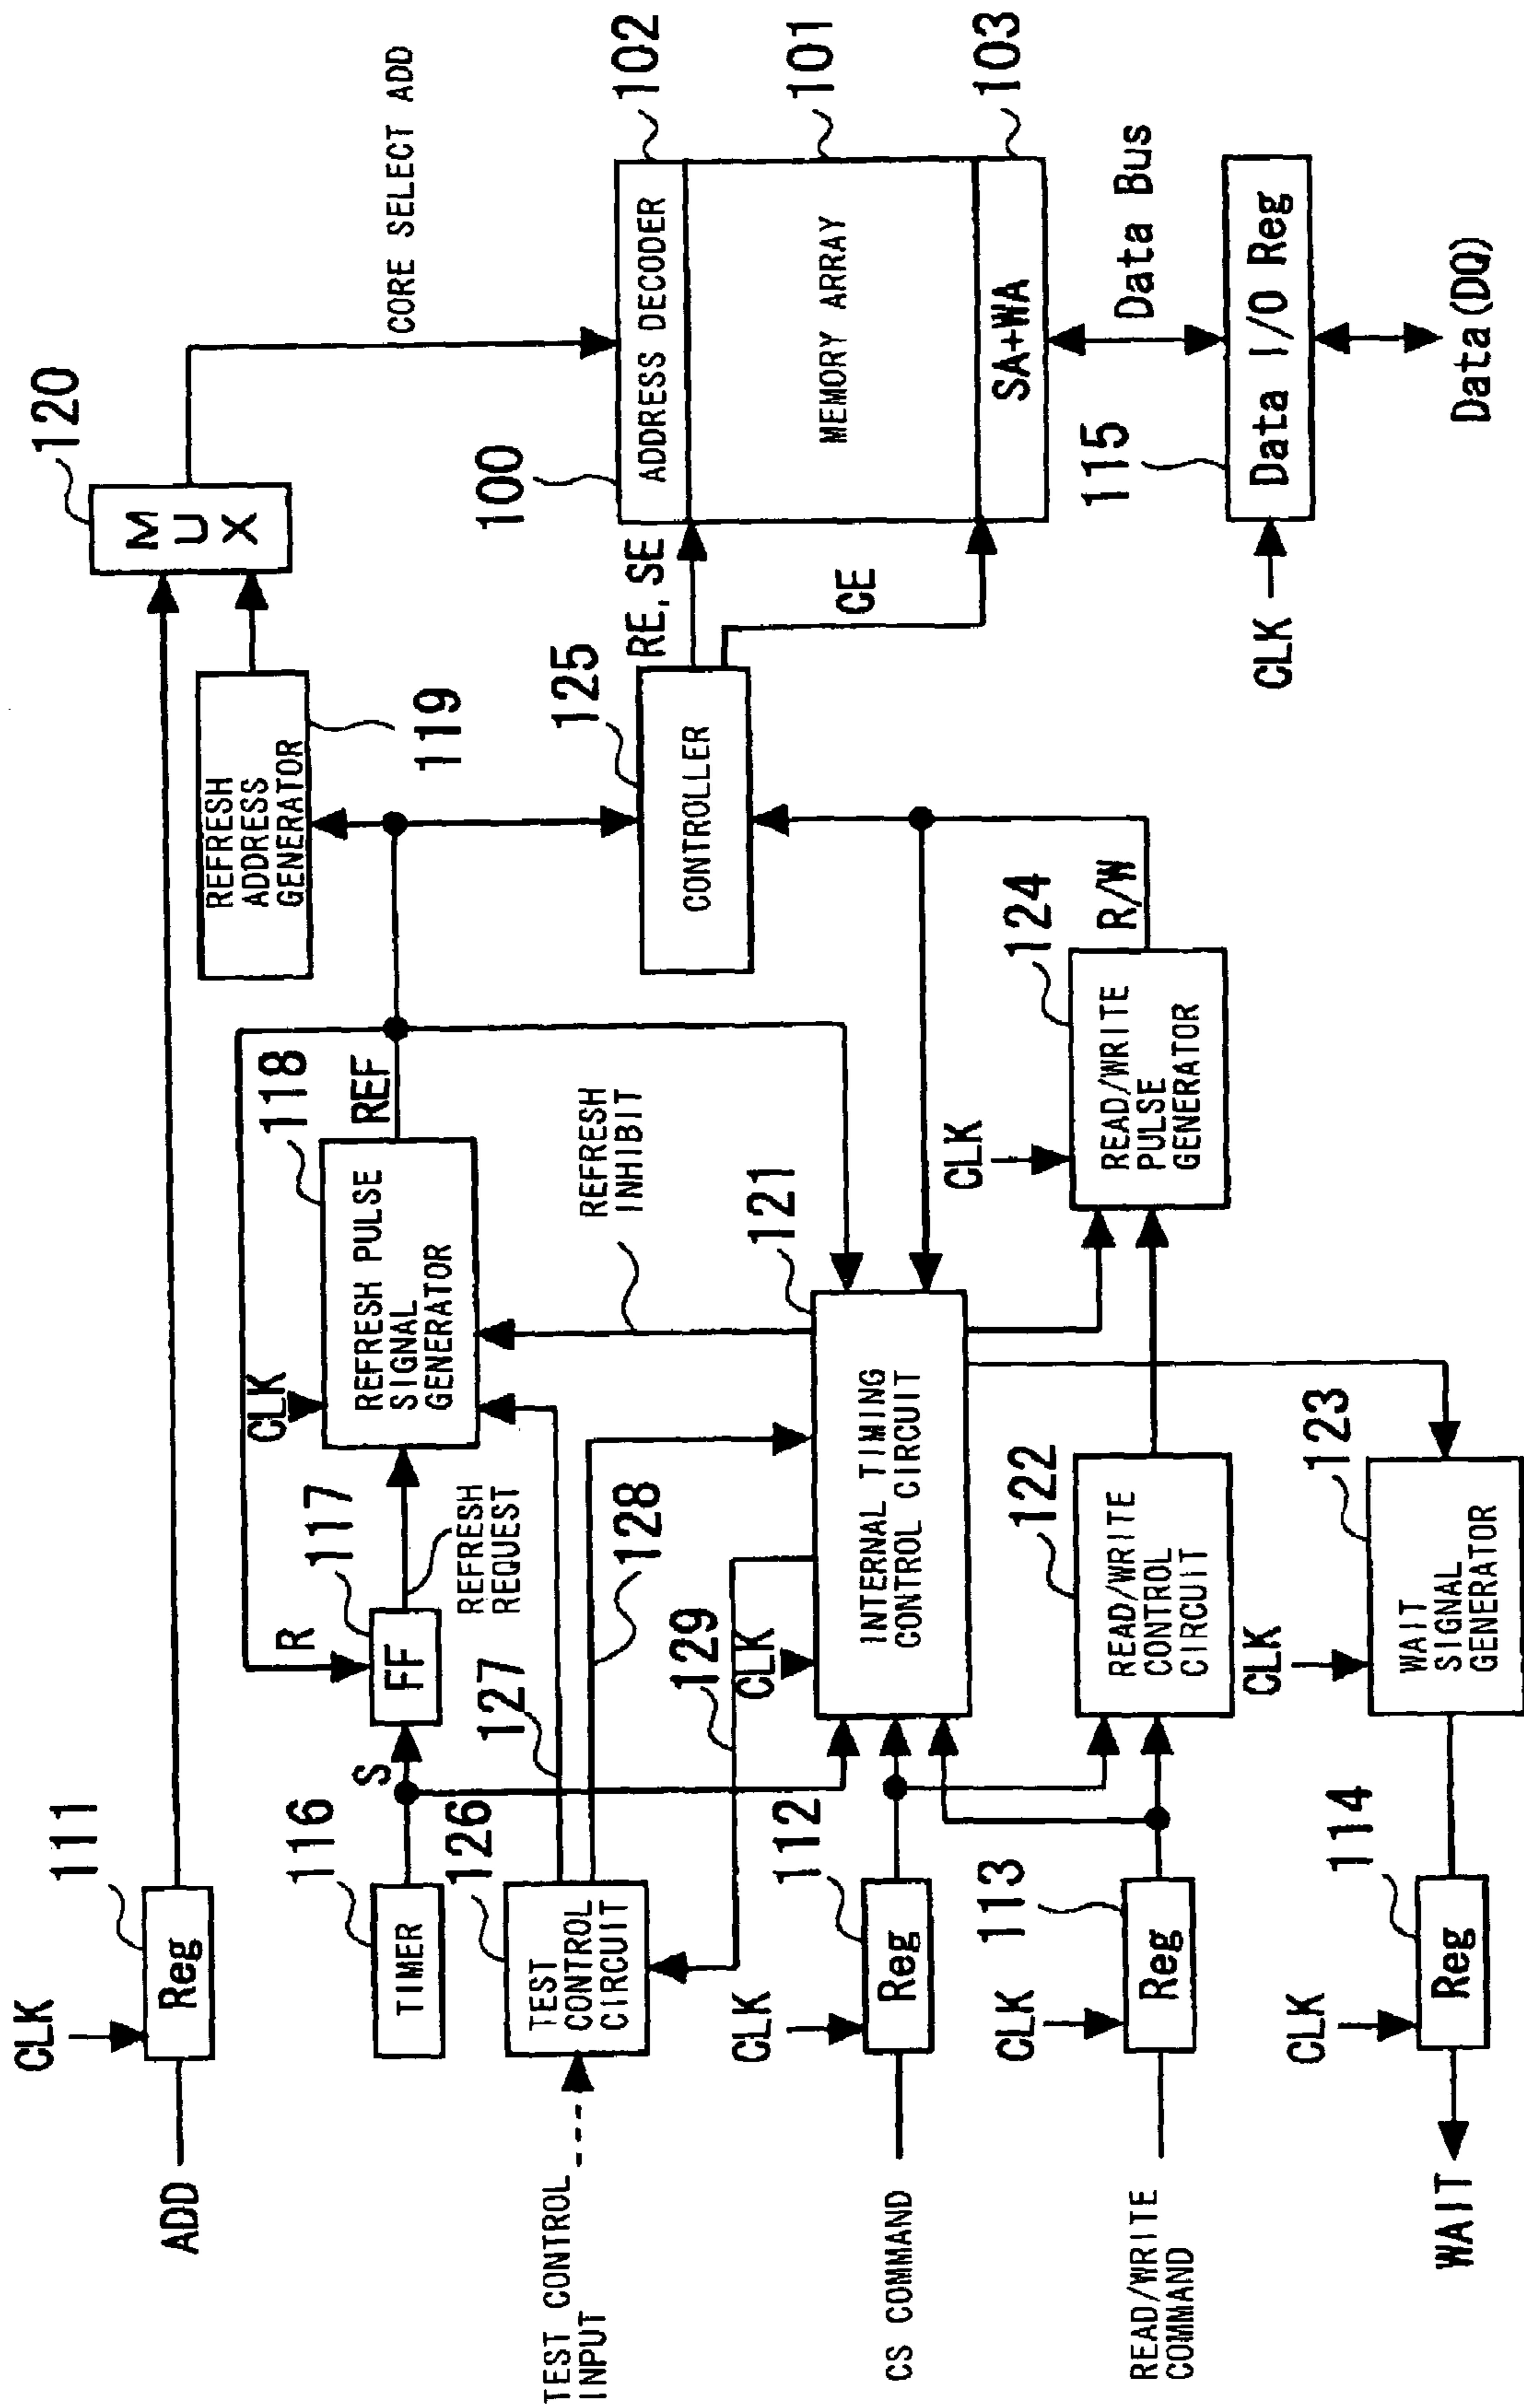 CLK
111
ADD
Reg
120
MUX
CORE SELECT ADD
REFRESH
ADDRESS
GENERATOR
119
116
TIMER
S
R
117
FF
REFRESH
REQUEST
CLK
118
REFRESH PULSE
SIGNAL
GENERATOR
REF
REFRESH
INHIBIT
TEST CONTROL
INPUT
126
TEST
CONTROL
CIRCUIT
127
128
129
125
CONTROLLER
RE, SE
CE
100
ADDRESS DECODER
102
MEMORY ARRAY
101
SA+WA
103
CS COMMAND
CLK
112
Reg
CLK
121
INTERNAL TIMING
CONTROL CIRCUIT
READ/WRITE
COMMAND
CLK
113
Reg
122
READ/WRITE
CONTROL
CIRCUIT
CLK
124
READ/WRITE
PULSE
GENERATOR
R/W
Data Bus
115
CLK
Data I/O Reg
Data(DQ)
WAIT
CLK
114
Reg
CLK
123
WAIT
SIGNAL
GENERATOR